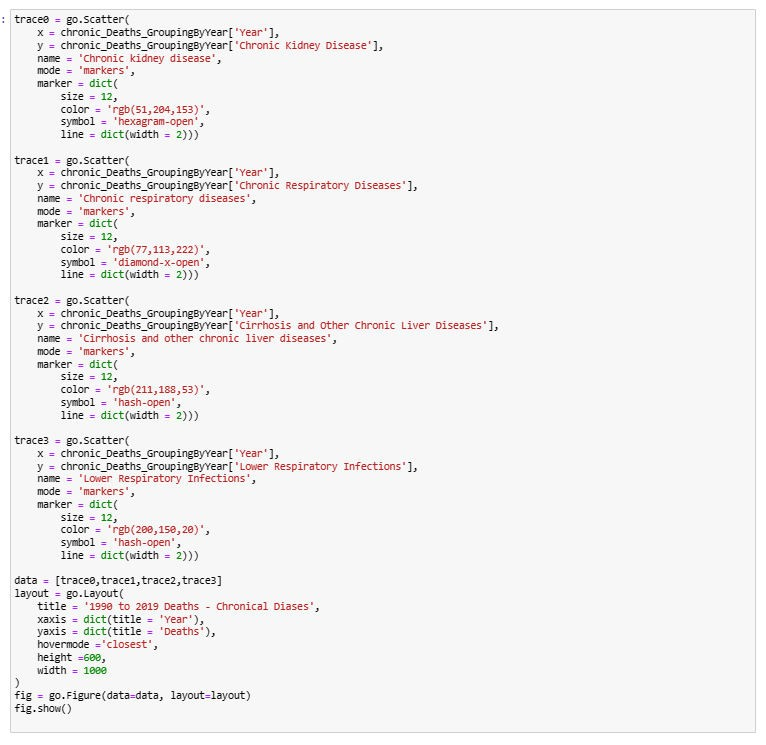 :
trace0 = go.Scatter(
    x = chronic_Deaths_GroupingByYear['Year'],
    y = chronic_Deaths_GroupingByYear['Chronic Kidney Disease'],
    name = 'Chronic kidney disease',
    mode = 'markers',
    marker = dict(
        size = 12,
        color = 'rgb(51,204,153)',
        symbol = 'hexagram-open',
        line = dict(width = 2)))

trace1 = go.Scatter(
    x = chronic_Deaths_GroupingByYear['Year'],
    y = chronic_Deaths_GroupingByYear['Chronic Respiratory Diseases'],
    name = 'Chronic respiratory diseases',
    mode = 'markers',
    marker = dict(
        size = 12,
        color = 'rgb(77,113,222)',
        symbol = 'diamond-x-open',
        line = dict(width = 2)))

trace2 = go.Scatter(
    x = chronic_Deaths_GroupingByYear['Year'],
    y = chronic_Deaths_GroupingByYear['Cirrhosis and Other Chronic Liver Diseases'],
    name = 'Cirrhosis and other chronic liver diseases',
    mode = 'markers',
    marker = dict(
        size = 12,
        color = 'rgb(211,188,53)',
        symbol = 'hash-open',
        line = dict(width = 2)))

trace3 = go.Scatter(
    x = chronic_Deaths_GroupingByYear['Year'],
    y = chronic_Deaths_GroupingByYear['Lower Respiratory Infections'],
    name = 'Lower Respiratory Infections',
    mode = 'markers',
    marker = dict(
        size = 12,
        color = 'rgb(200,150,20)',
        symbol = 'hash-open',
        line = dict(width = 2)))

data = [trace0,trace1,trace2,trace3]
layout = go.Layout(
    title = '1990 to 2019 Deaths - Chronical Diases',
    xaxis = dict(title = 'Year'),
    yaxis = dict(title = 'Deaths'),
    hovermode ='closest',
    height =600,
    width = 1000
)
fig = go.Figure(data=data, layout=layout)
fig.show()